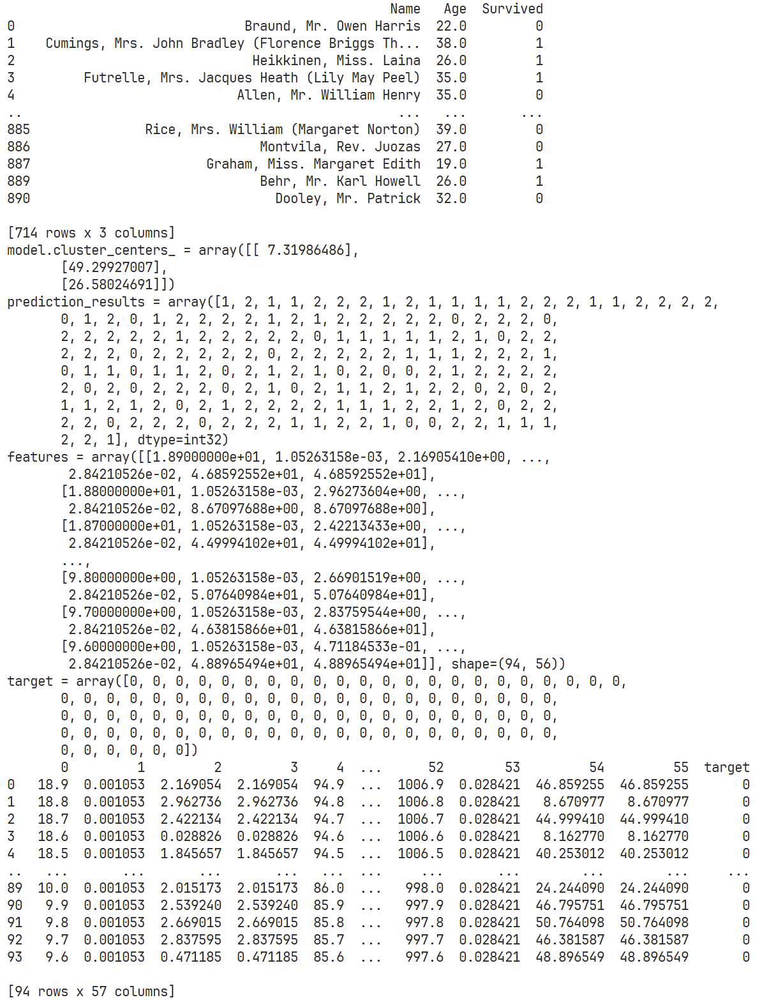 Name   Age  Survived
0                              Braund, Mr. Owen Harris  22.0         0
1    Cumings, Mrs. John Bradley (Florence Briggs Th...  38.0         1
2                               Heikkinen, Miss. Laina  26.0         1
3         Futrelle, Mrs. Jacques Heath (Lily May Peel)  35.0         1
4                             Allen, Mr. William Henry  35.0         0
..                                                 ...   ...       ...
885               Rice, Mrs. William (Margaret Norton)  39.0         0
886                              Montvila, Rev. Juozas  27.0         0
887                       Graham, Miss. Margaret Edith  19.0         1
889                              Behr, Mr. Karl Howell  26.0         1
890                                Dooley, Mr. Patrick  32.0         0

[714 rows x 3 columns]
model.cluster_centers_ = array([[ 7.31986486],
       [49.29927007],
       [26.58024691]])
prediction_results = array([1, 2, 1, 1, 2, 2, 2, 1, 2, 1, 1, 1, 1, 2, 2, 2, 1, 1, 2, 2, 2, 2,
       0, 1, 2, 0, 1, 2, 2, 2, 2, 1, 2, 1, 2, 2, 2, 2, 2, 0, 2, 2, 2, 0,
       2, 2, 2, 2, 2, 1, 2, 2, 2, 2, 2, 0, 1, 1, 1, 1, 1, 2, 1, 0, 2, 2,
       2, 2, 2, 0, 2, 2, 2, 2, 2, 0, 2, 2, 2, 2, 2, 1, 1, 1, 2, 2, 2, 1,
       0, 1, 1, 0, 1, 1, 2, 0, 2, 1, 2, 1, 0, 2, 0, 0, 2, 1, 2, 2, 2, 2,
       2, 0, 2, 0, 2, 2, 2, 0, 2, 1, 0, 2, 1, 1, 2, 1, 2, 2, 0, 2, 0, 2,
       1, 1, 2, 1, 2, 0, 2, 1, 2, 2, 2, 2, 1, 1, 1, 2, 2, 1, 2, 0, 2, 2,
       2, 2, 0, 2, 2, 2, 0, 2, 2, 2, 1, 1, 2, 2, 1, 0, 0, 2, 2, 1, 1, 1,
       2, 2, 1], dtype=int32)
features = array([[1.89000000e+01, 1.05263158e-03, 2.16905410e+00, ...,
        2.84210526e-02, 4.68592552e+01, 4.68592552e+01],
       [1.88000000e+01, 1.05263158e-03, 2.96273604e+00, ...,
        2.84210526e-02, 8.67097688e+00, 8.67097688e+00],
       [1.87000000e+01, 1.05263158e-03, 2.42213433e+00, ...,
        2.84210526e-02, 4.49994102e+01, 4.49994102e+01],
       ...,
       [9.80000000e+00, 1.05263158e-03, 2.66901519e+00, ...,
        2.84210526e-02, 5.07640984e+01, 5.07640984e+01],
       [9.70000000e+00, 1.05263158e-03, 2.83759544e+00, ...,
        2.84210526e-02, 4.63815866e+01, 4.63815866e+01],
       [9.60000000e+00, 1.05263158e-03, 4.71184533e-01, ...,
        2.84210526e-02, 4.88965494e+01, 4.88965494e+01]], shape=(94, 56))
target = array([0, 0, 0, 0, 0, 0, 0, 0, 0, 0, 0, 0, 0, 0, 0, 0, 0, 0, 0, 0, 0, 0,
       0, 0, 0, 0, 0, 0, 0, 0, 0, 0, 0, 0, 0, 0, 0, 0, 0, 0, 0, 0, 0, 0,
       0, 0, 0, 0, 0, 0, 0, 0, 0, 0, 0, 0, 0, 0, 0, 0, 0, 0, 0, 0, 0, 0,
       0, 0, 0, 0, 0, 0, 0, 0, 0, 0, 0, 0, 0, 0, 0, 0, 0, 0, 0, 0, 0, 0,
       0, 0, 0, 0, 0, 0])
       0         1         2         3     4  ...      52        53         54         55  target
0   18.9  0.001053  2.169054  2.169054  94.9  ...  1006.9  0.028421  46.859255  46.859255       0
1   18.8  0.001053  2.962736  2.962736  94.8  ...  1006.8  0.028421   8.670977   8.670977       0
2   18.7  0.001053  2.422134  2.422134  94.7  ...  1006.7  0.028421  44.999410  44.999410       0
3   18.6  0.001053  0.028826  0.028826  94.6  ...  1006.6  0.028421   8.162770   8.162770       0
4   18.5  0.001053  1.845657  1.845657  94.5  ...  1006.5  0.028421  40.253012  40.253012       0
..   ...       ...       ...       ...   ...  ...     ...       ...        ...        ...     ...
89  10.0  0.001053  2.015173  2.015173  86.0  ...   998.0  0.028421  24.244090  24.244090       0
90   9.9  0.001053  2.539240  2.539240  85.9  ...   997.9  0.028421  46.795751  46.795751       0
91   9.8  0.001053  2.669015  2.669015  85.8  ...   997.8  0.028421  50.764098  50.764098       0
92   9.7  0.001053  2.837595  2.837595  85.7  ...   997.7  0.028421  46.381587  46.381587       0
93   9.6  0.001053  0.471185  0.471185  85.6  ...   997.6  0.028421  48.896549  48.896549       0

[94 rows x 57 columns]